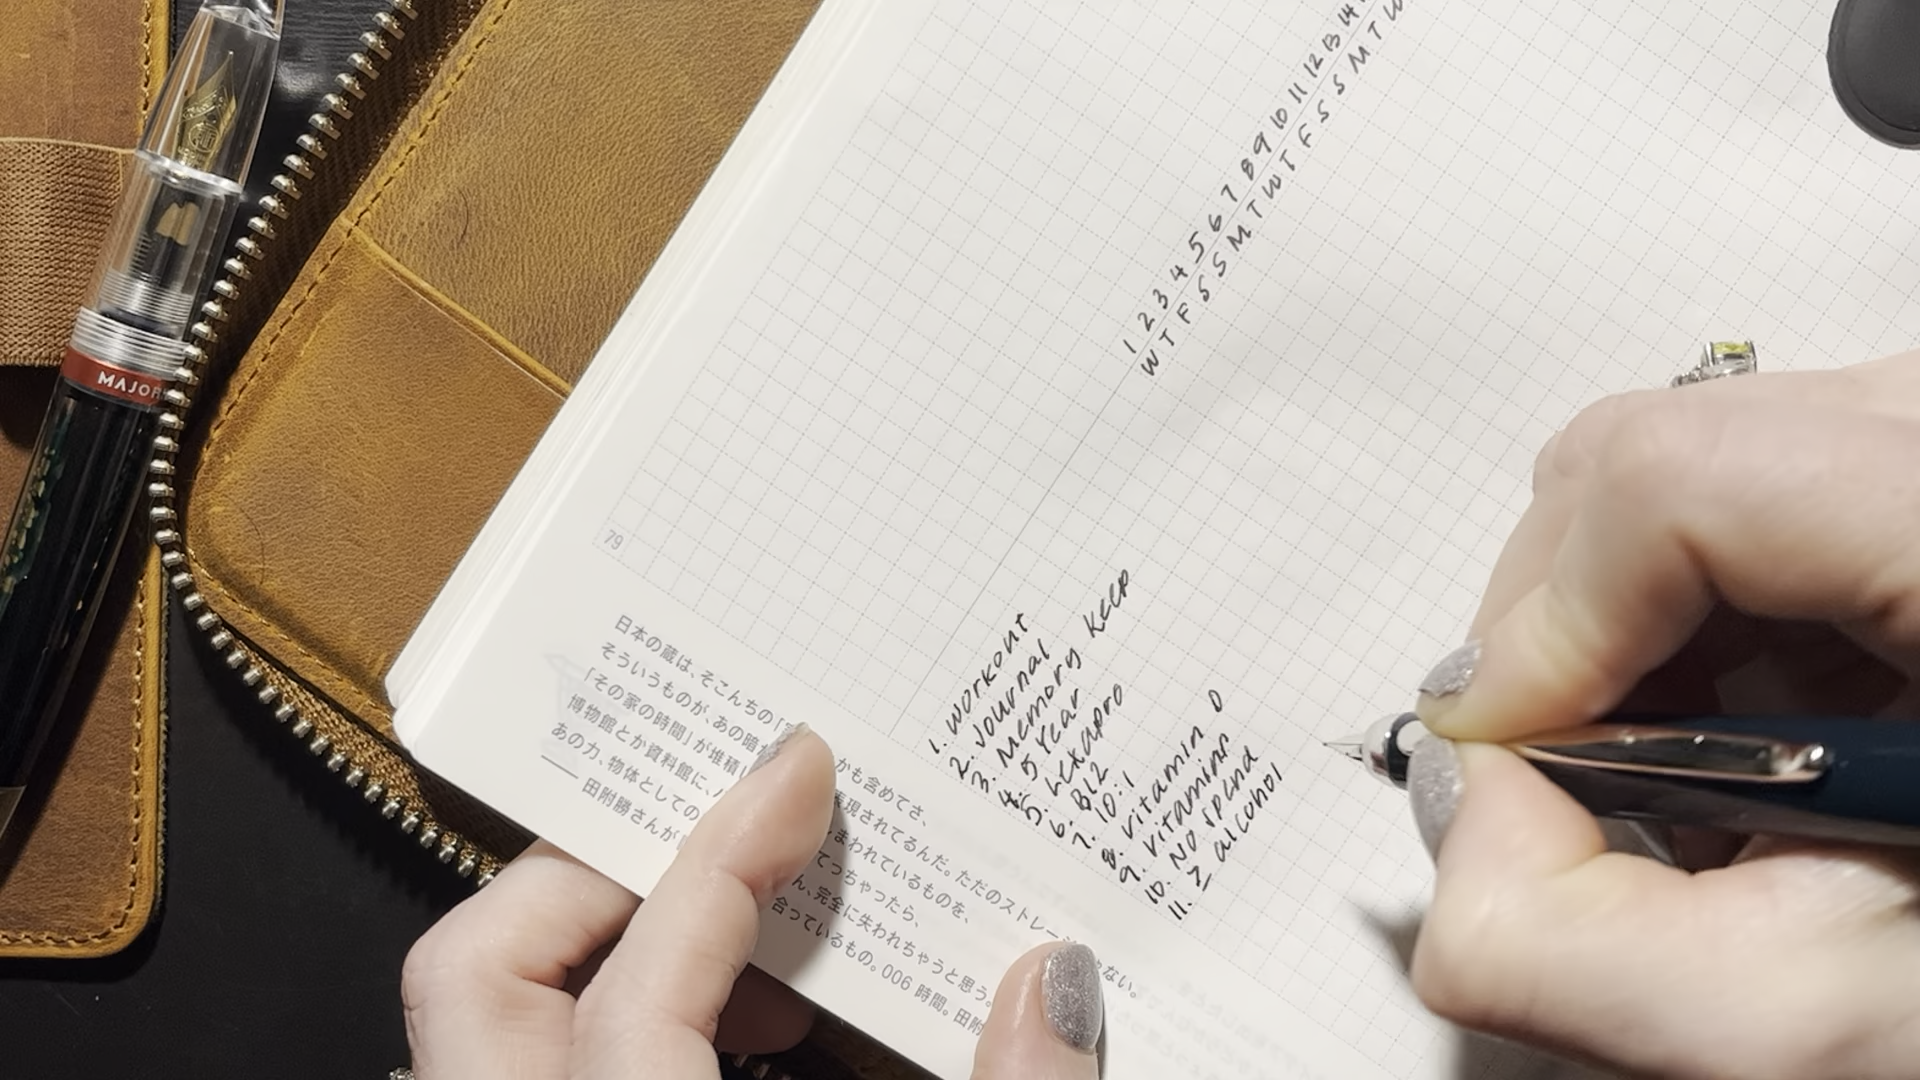 MAJOR
1 2 3 4 5 6 7 8 9 10 11 12 13 14
W T F S S M T W T F S S M T W
1. workout
2. Journal
3. Memory Keep
4. 5 Year
5. Lexapro
6. B12
7. 10:1
8. vitamin D
9. vitamins
10. No spend
11. alcohol
79
日本の蔵は、そこんちの「
かも含めてさ、
そういうものが、あの暗
表現されてるんだ。ただのストレージじゃない。
「その家の時間」が堆積
しまわれているものを、
博物館とか資料館に、
てっちゃったら、
あの力、物体としての
ん、完全に失われちゃうと思う。
田附勝さんが
合っているもの。006 時間。田附